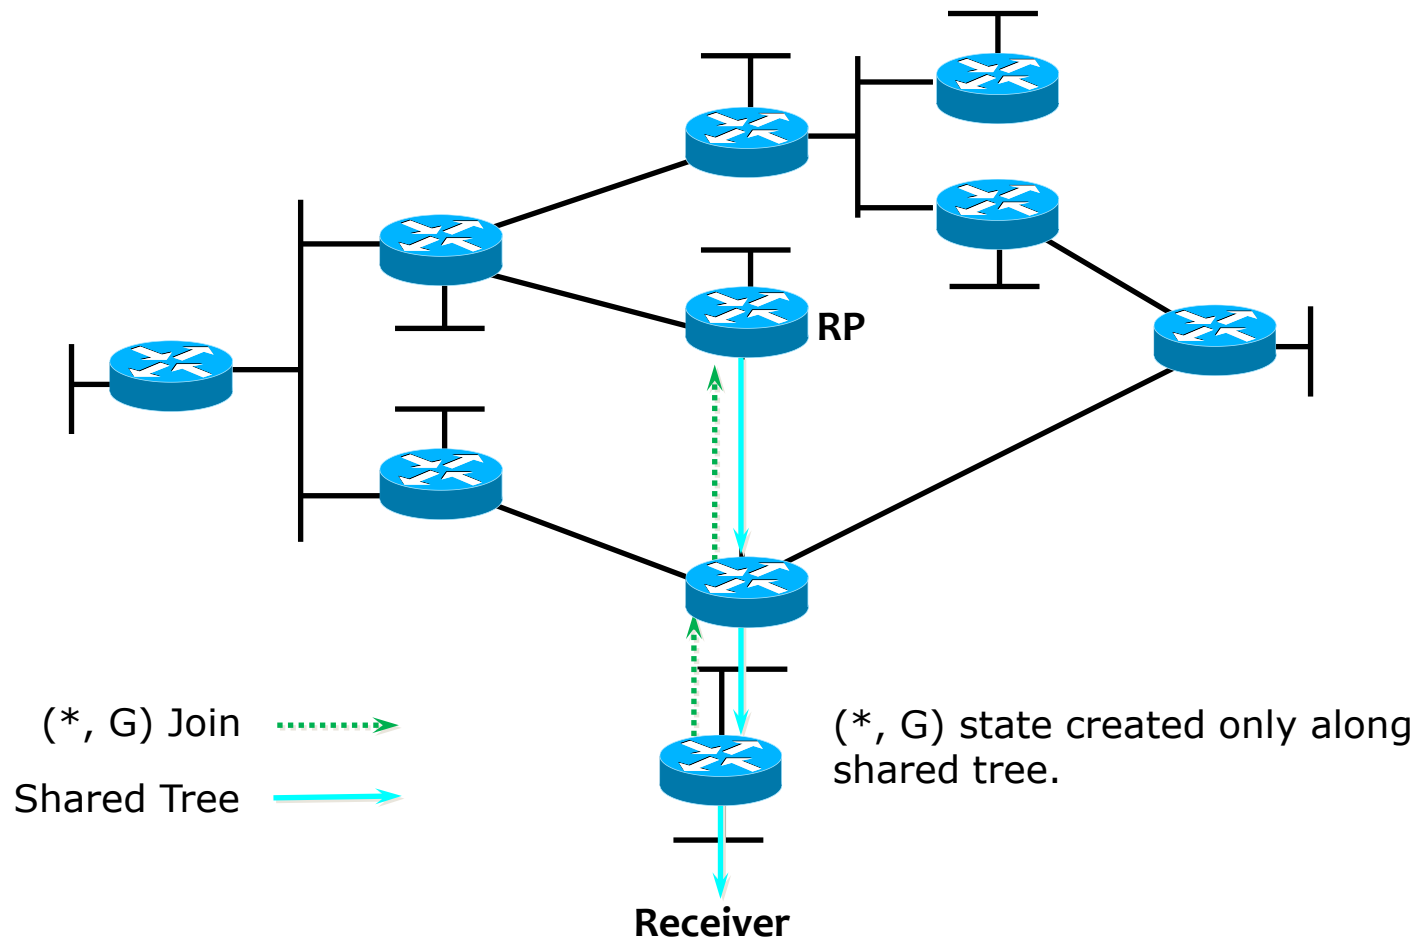 RP
(*, G) Join
Shared Tree
(*, G) state created only along
shared tree.
Receiver